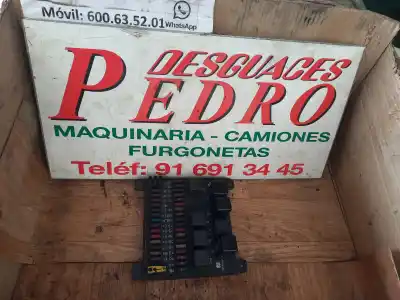 Móvil: 600.63.52.01
WhatsApp
DESGUACES
PEDRO
MAQUINARIA - CAMIONES
FURGONETAS
Teléf: 91 691 34 45